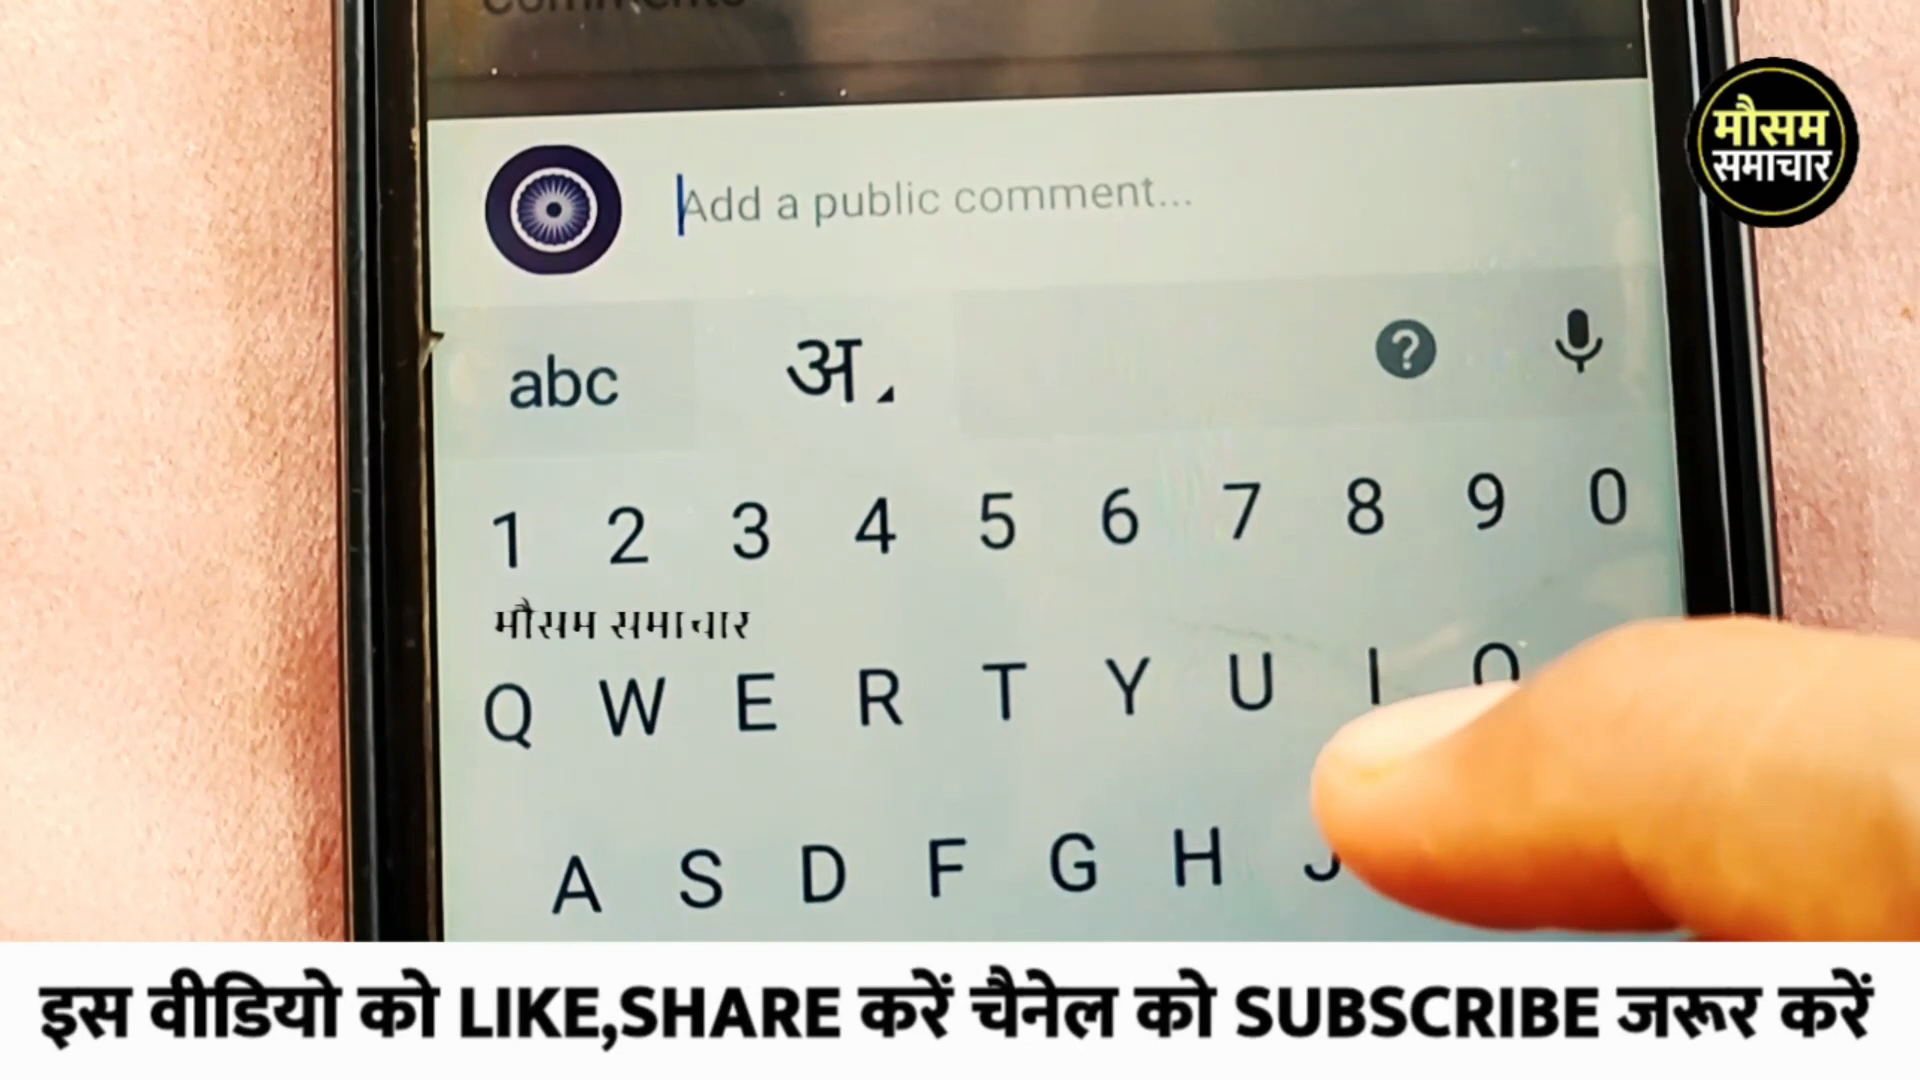 Comments
मौसम
समाचार
Add a public comment...
abc अ
1 2 3 4 5 6 7 8 9 0
मौसम समाचार
Q W E R T Y U I O
A S D F G H J
इस वीडियो को LIKE,SHARE करें चैनेल को SUBSCRIBE जरूर करें